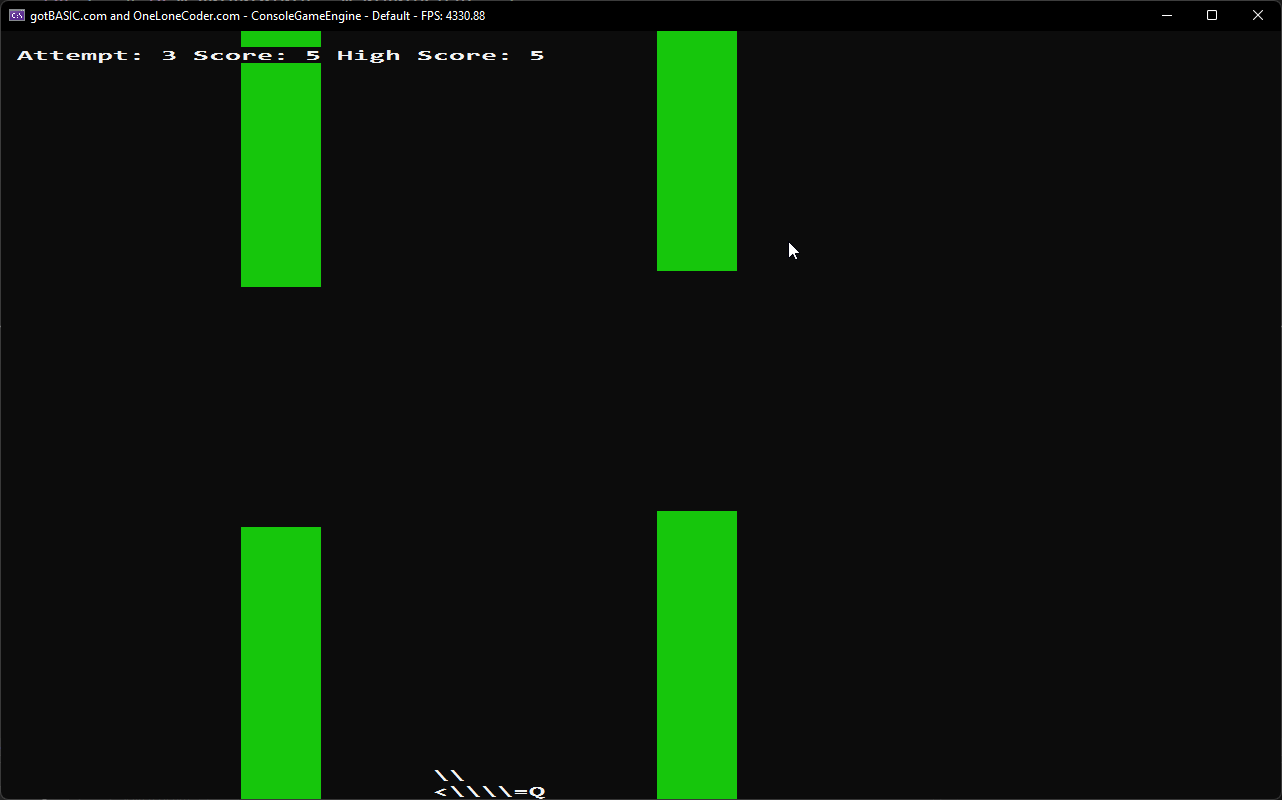 gotBASIC.com and OneLoneCoder.com - ConsoleGameEngine - Default - FPS: 4330.88
Attempt: 3 Score: 5 High Score: 5
\\
<\\\\=Q